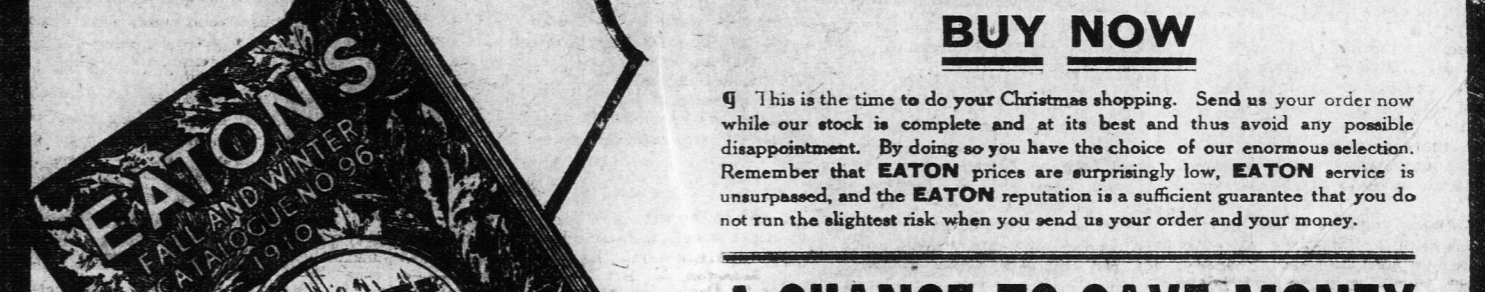 EATON'S
FALL AND WINTER
CATALOGUE NO 96.
1910
BUY NOW
¶ This is the time to do your Christmas shopping. Send us your order now
while our stock is complete and at its best and thus avoid any possible
disappointment. By doing so you have the choice of our enormous selection.
Remember that EATON prices are surprisingly low, EATON service is
unsurpassed, and the EATON reputation is a sufficient guarantee that you do
not run the slightest risk when you send us your order and your money.
A CHANCE TO SAVE MONEY